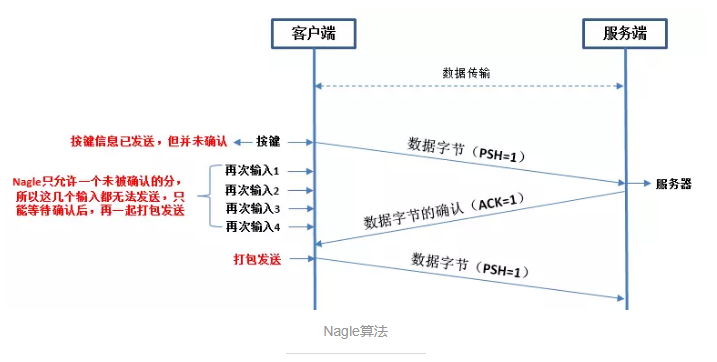 客户端
服务端
数据传输
按键信息已发送，但并未确认
按键
数据字节（PSH=1）
再次输入1
Nagle只允许一个未被确认的分，
所以这几个输入都无法发送，只
能等待确认后，再一起打包发送
再次输入2
再次输入3
再次输入4
服务器
数据字节的确认（ACK=1）
打包发送
数据字节（PSH=1）
Nagle算法